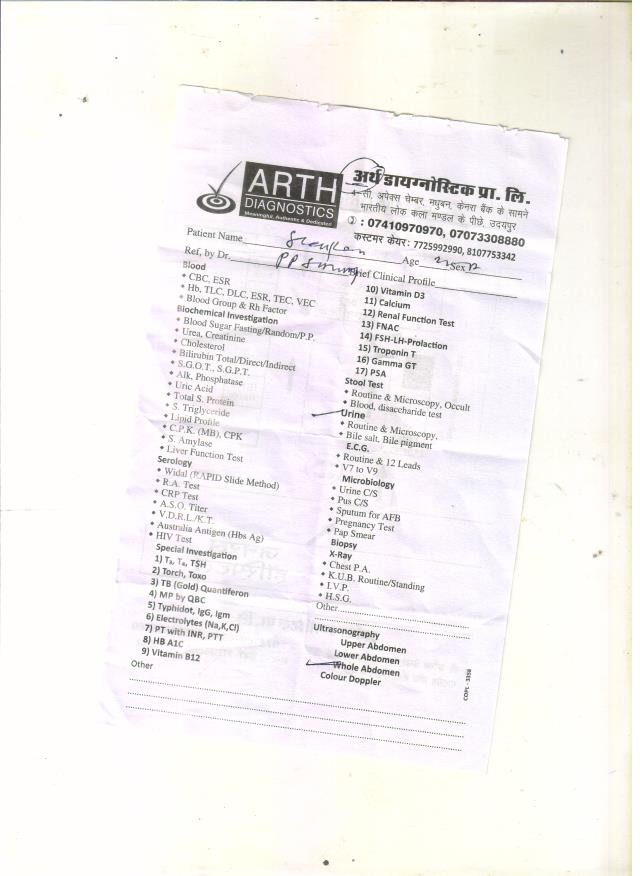 ARTH
DIAGNOSTICS
Meaningful, Authentic & Dedicated
अर्थ डायग्नोस्टिक प्रा. लि.
4- सी, अपेक्स चेम्बर, मधुबन, केनरा बैंक के सामने
भारतीय लोक कला मण्डल के पीछे, उदयपुर
: 07410970970, 07073308880
कस्टमर केयर: 7725992990, 8107753342
Patient Name Age Sex
Ref, by Dr. Brief Clinical Profile
Blood
CBC, ESR
Hb, TLC, DLC, ESR, TEC, VEC
Blood Group & Rh Factor
Biochemical Investigation
Blood Sugar Fasting/Random/P.P.
Urea, Creatinine
Cholesterol
Bilirubin Total/Direct/Indirect
S.G.O.T., S.G.P.T.
Alk, Phosphatase
Uric Acid
Total S. Protein
S. Triglyceride
Lipid Profile
C.P.K. (MB), CPK
S. Amylase
Liver Function Test
Serology
Widal (RAPID Slide Method)
R.A. Test
CRP Test
A.S.O. Titer
V.D.R.L./K.T.
Australia Antigen (Hbs Ag)
HIV Test
Special Investigation
1) T₃, T₄, TSH
2) Torch, Toxo
3) TB (Gold) Quantiferon
4) MP by QBC
5) Typhidot, IgG, Igm
6) Electrolytes (Na,K,Cl)
7) PT with INR, PTT
8) HB A1C
9) Vitamin B12
Other
10) Vitamin D3
11) Calcium
12) Renal Function Test
13) FNAC
14) FSH-LH-Prolaction
15) Troponin T
16) Gamma GT
17) PSA
Stool Test
Routine & Microscopy, Occult
Blood, disaccharide test
Urine
Routine & Microscopy,
Bile salt, Bile pigment
E.C.G.
Routine & 12 Leads
V7 to V9
Microbiology
Urine C/S
Pus C/S
Sputum for AFB
Pregnancy Test
Pap Smear
Biopsy
X-Ray
Chest P.A.
K.U.B. Routine/Standing
I.V.P.
H.S.G.
Other
Ultrasonography
Upper Abdomen
Lower Abdomen
Whole Abdomen
Colour Doppler
COPL - 3358